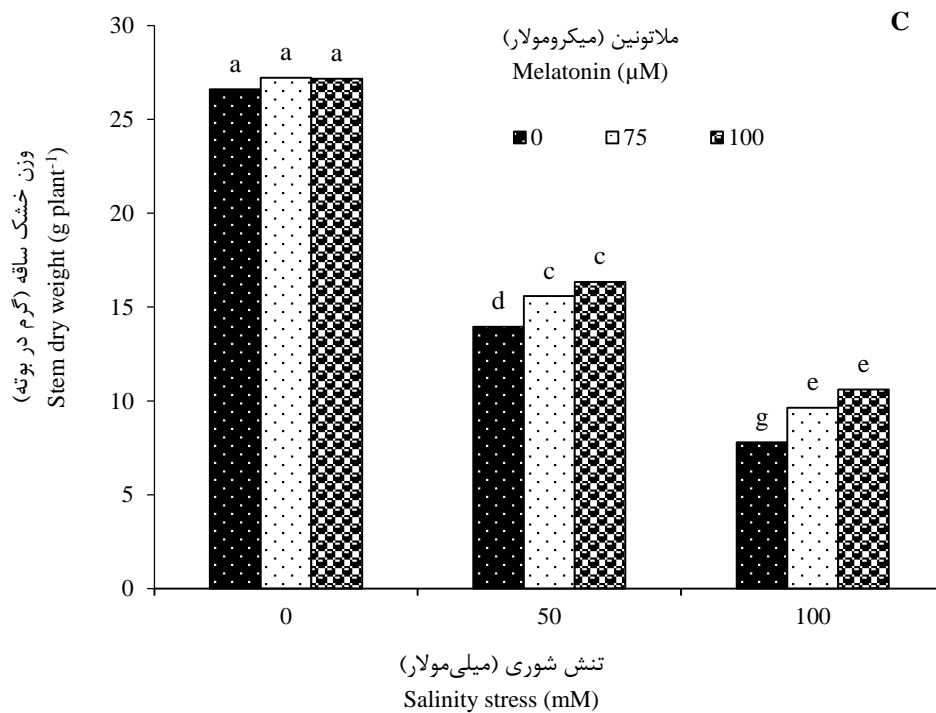 C
ملاتونین (میکرومولار)
Melatonin (µM)
0 75 100
وزن خشک ساقه (گرم در بوته)
Stem dry weight (g plant-1)
30
25
20
15
10
5
0
a a a
d c c
g e e
0 50 100
تنش شوری (میلی‌مولار)
Salinity stress (mM)